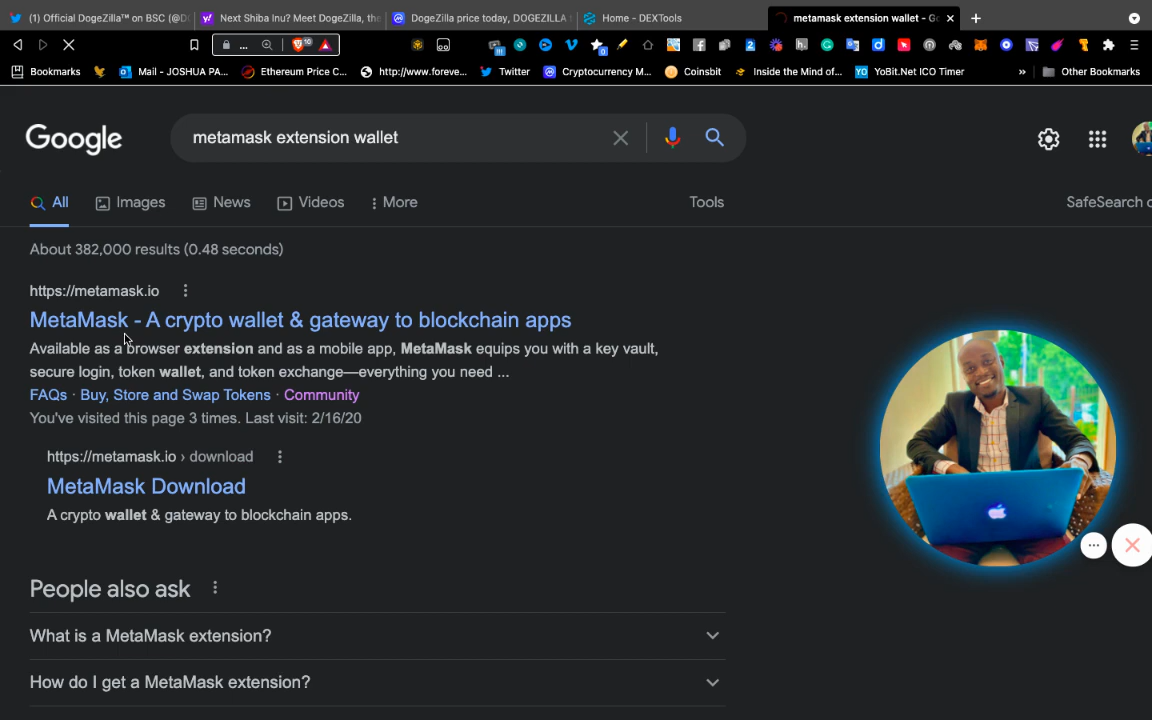 (1) Official DogeZilla™ on BSC (@D
Next Shiba Inu? Meet DogeZilla, the
DogeZilla price today, DOGEZILLA
Home - DEXTools
metamask extension wallet - Go
...
Bookmarks
Mail - JOSHUA PA...
Ethereum Price C...
http://www.foreve...
Twitter
Cryptocurrency M...
Coinsbit
Inside the Mind of...
YoBit.Net ICO Timer
»
Other Bookmarks
Google
metamask extension wallet
All
Images
News
Videos
More
Tools
SafeSearch o
About 382,000 results (0.48 seconds)
https://metamask.io
MetaMask - A crypto wallet & gateway to blockchain apps
Available as a browser extension and as a mobile app, MetaMask equips you with a key vault,
secure login, token wallet, and token exchange—everything you need ...
FAQs · Buy, Store and Swap Tokens · Community
You've visited this page 3 times. Last visit: 2/16/20
https://metamask.io › download
MetaMask Download
A crypto wallet & gateway to blockchain apps.
People also ask
What is a MetaMask extension?
How do I get a MetaMask extension?